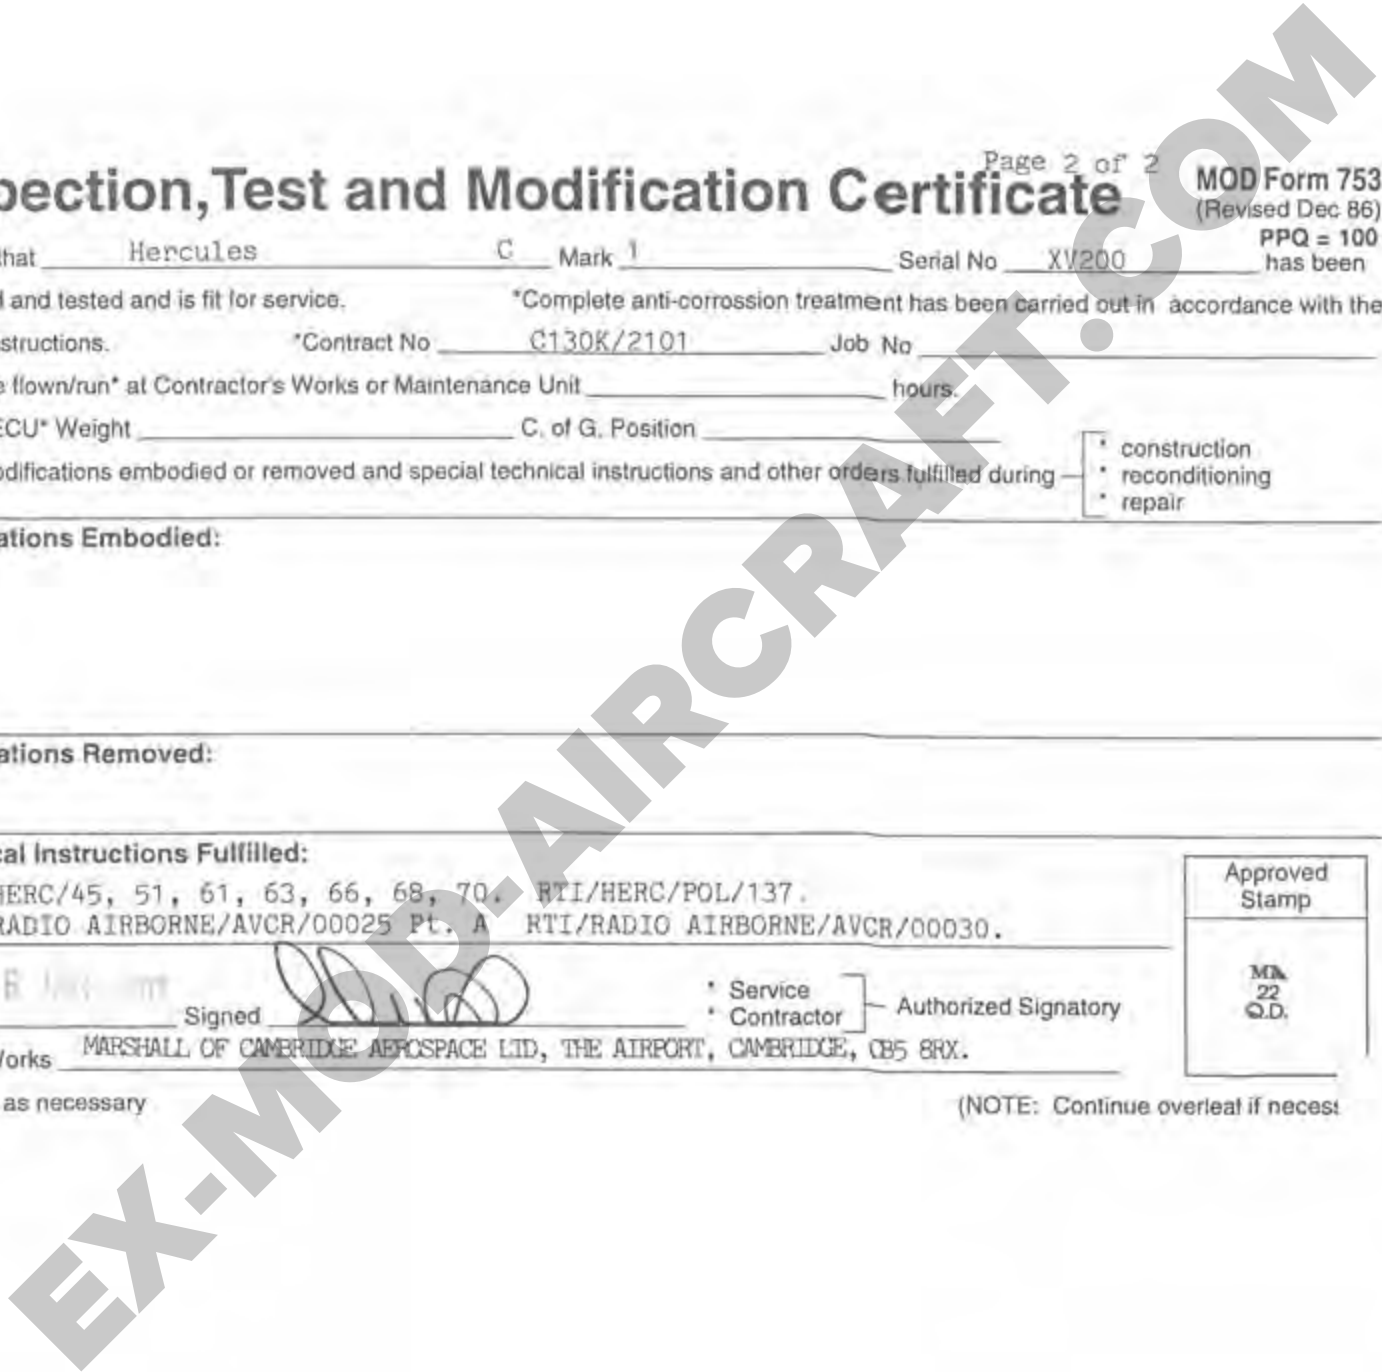 Page 2 of 2
pection, Test and Modification Certificate
MOD Form 753
(Revised Dec 86)
PPQ = 100
that Hercules C Mark 1 Serial No XV200 has been
and tested and is fit for service. *Complete anti-corrossion treatment has been carried out in accordance with the
structions. *Contract No C130K/2101 Job No
e flown/run* at Contractor's Works or Maintenance Unit hours.
ECU* Weight C. of G. Position
odifications embodied or removed and special technical instructions and other orders fulfilled during
* construction
* reconditioning
* repair
ations Embodied:
ations Removed:
cal Instructions Fulfilled:
HERC/45, 51, 61, 63, 66, 68, 70. RTI/HERC/POL/137.
RADIO AIRBORNE/AVCR/00025 Pt. A RTI/RADIO AIRBORNE/AVCR/00030.
Approved
Stamp
MA
22
Q.D.
Signed
* Service
* Contractor
Authorized Signatory
Works MARSHALL OF CAMBRIDGE AEROSPACE LTD, THE AIRPORT, CAMBRIDGE, CB5 8RX.
as necessary
(NOTE: Continue overleaf if necess
EX-MOD-AIRCRAFT.COM